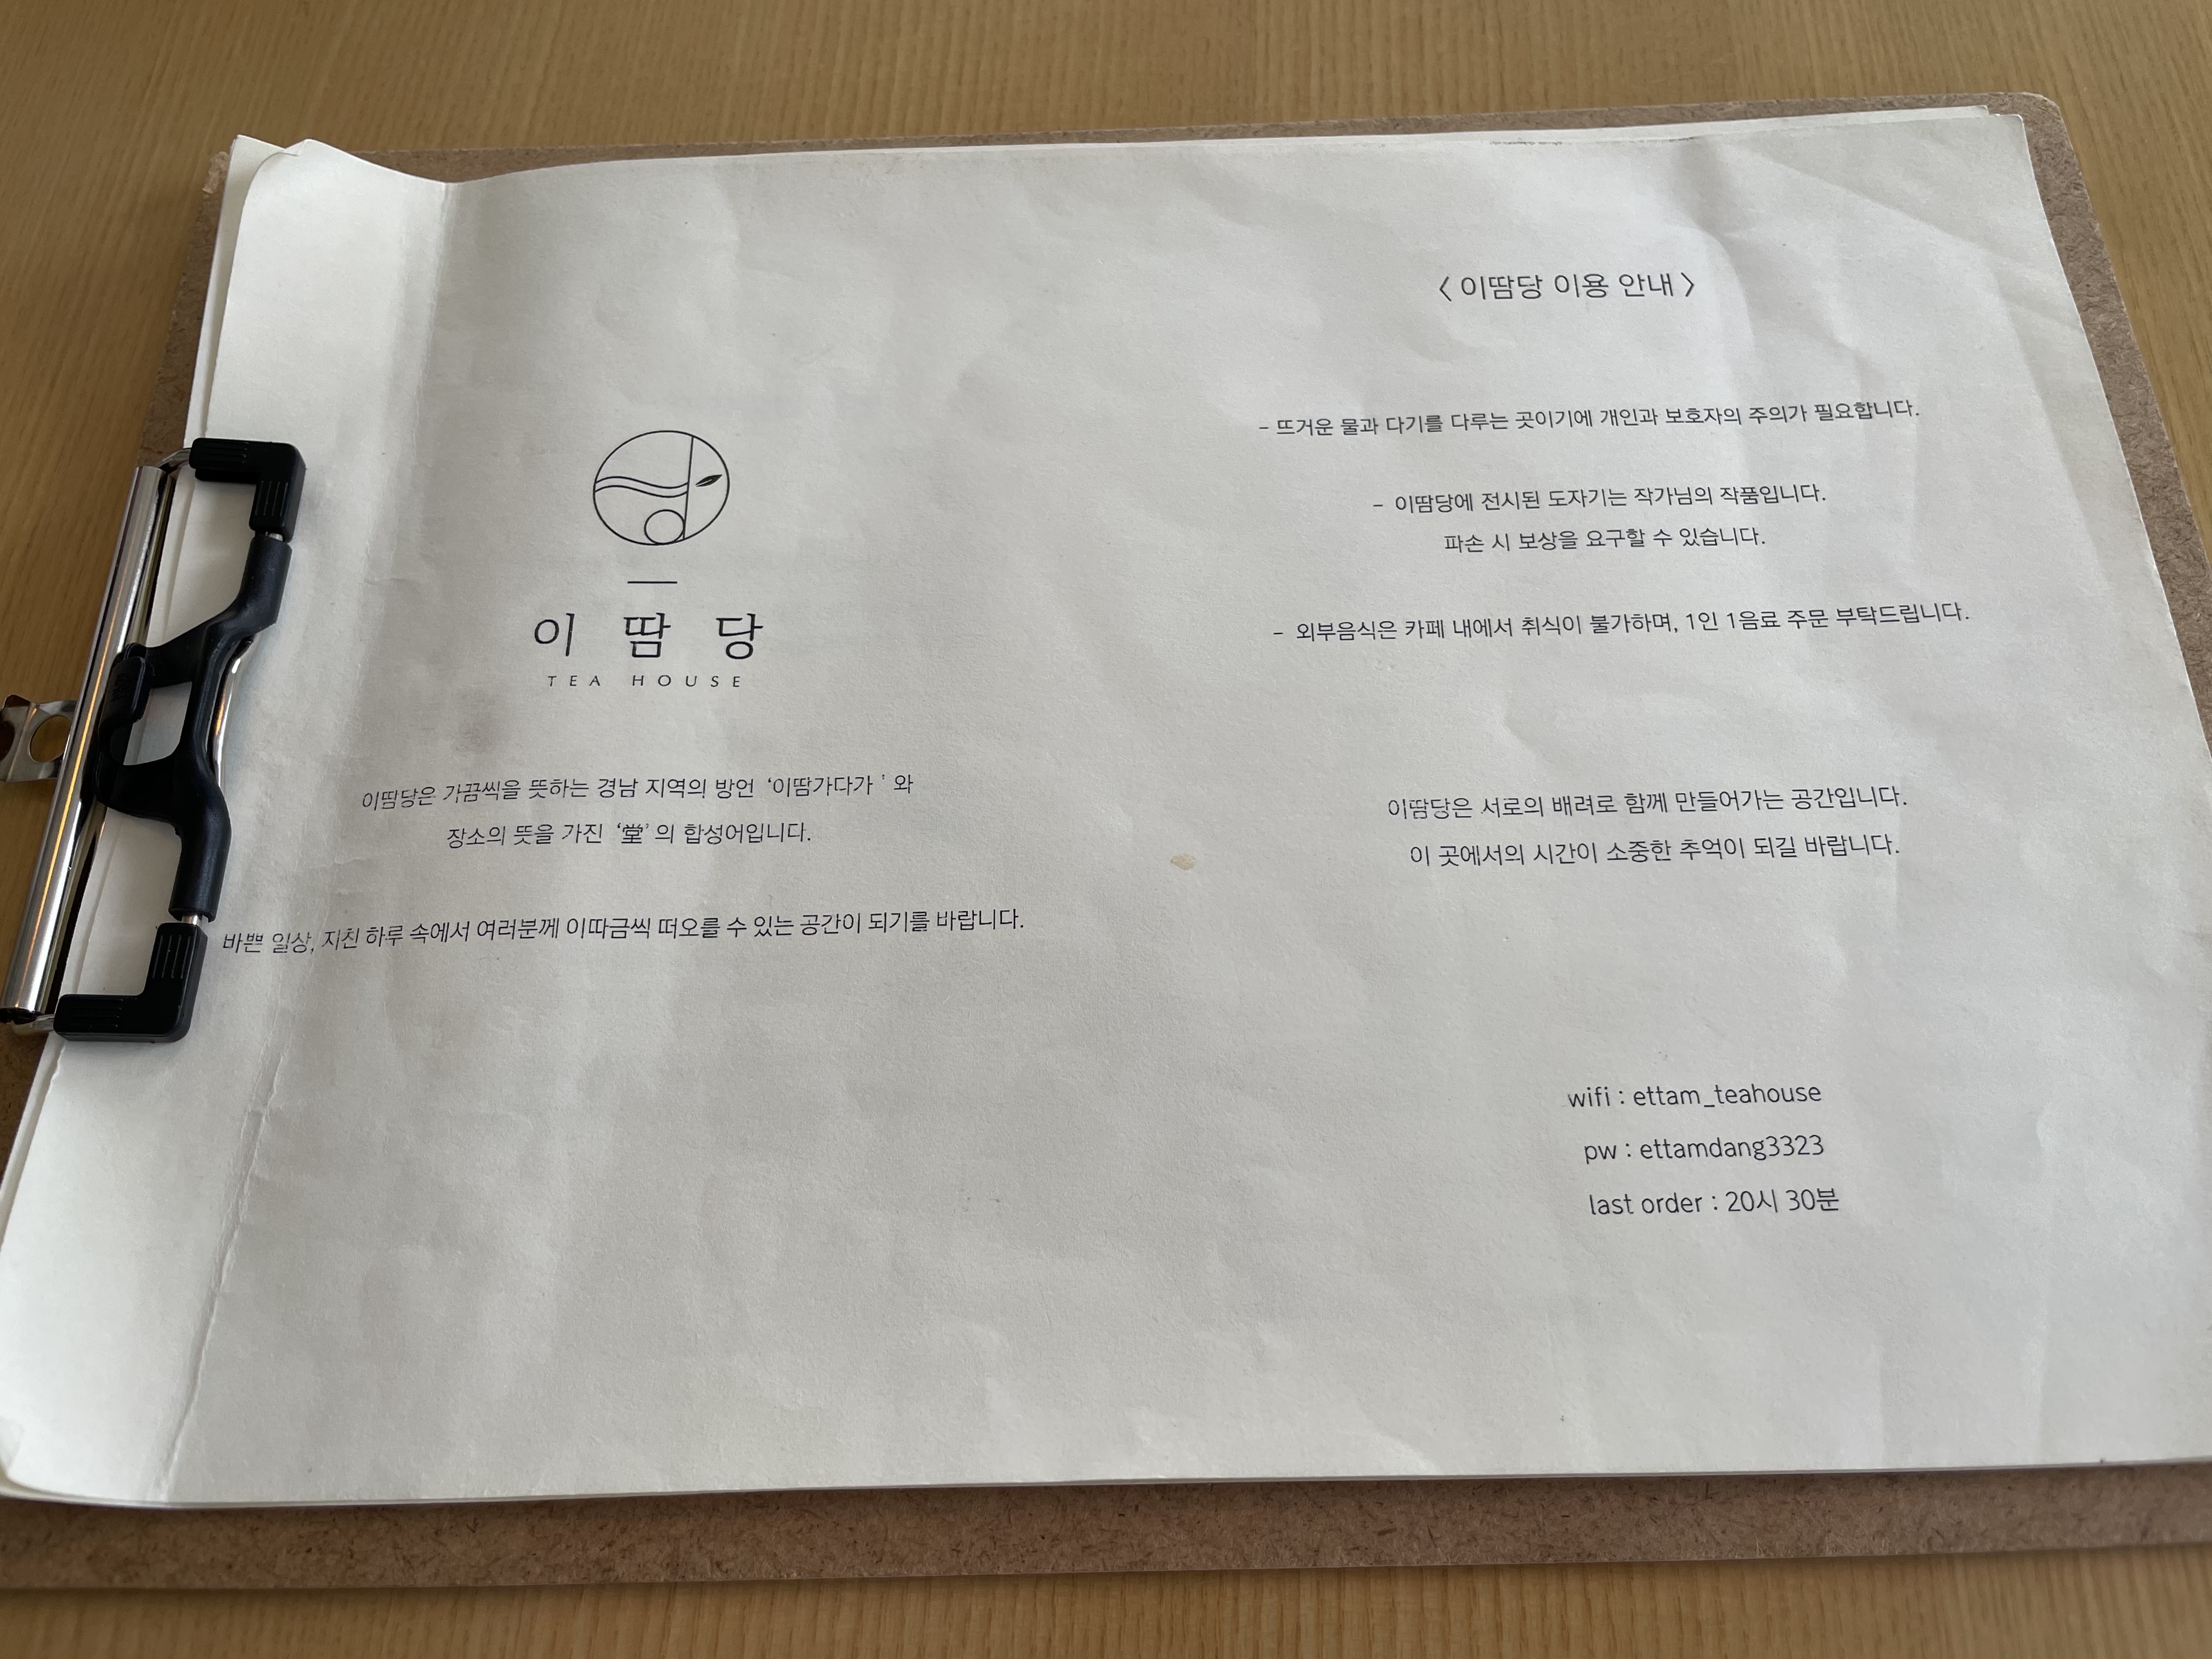 이땀당
TEA HOUSE
이땀당은 가끔씩을 뜻하는 경남 지역의 방언 ‘이땀가다가 ’ 와
장소의 뜻을 가진 ‘堂’ 의 합성어입니다.
바쁜 일상, 지친 하루 속에서 여러분께 이따금씩 떠오를 수 있는 공간이 되기를 바랍니다.
〈 이땀당 이용 안내 〉
- 뜨거운 물과 다기를 다루는 곳이기에 개인과 보호자의 주의가 필요합니다.
- 이땀당에 전시된 도자기는 작가님의 작품입니다.
파손 시 보상을 요구할 수 있습니다.
- 외부음식은 카페 내에서 취식이 불가하며, 1인 1음료 주문 부탁드립니다.
이땀당은 서로의 배려로 함께 만들어가는 공간입니다.
이 곳에서의 시간이 소중한 추억이 되길 바랍니다.
wifi : ettam_teahouse
pw : ettamdang3323
last order : 20시 30분